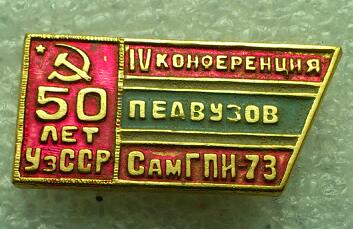 50
ЛЕТ
УзССР
IV КОНФЕРЕНЦИЯ
ПЕДВУЗОВ
СамГПИ-73